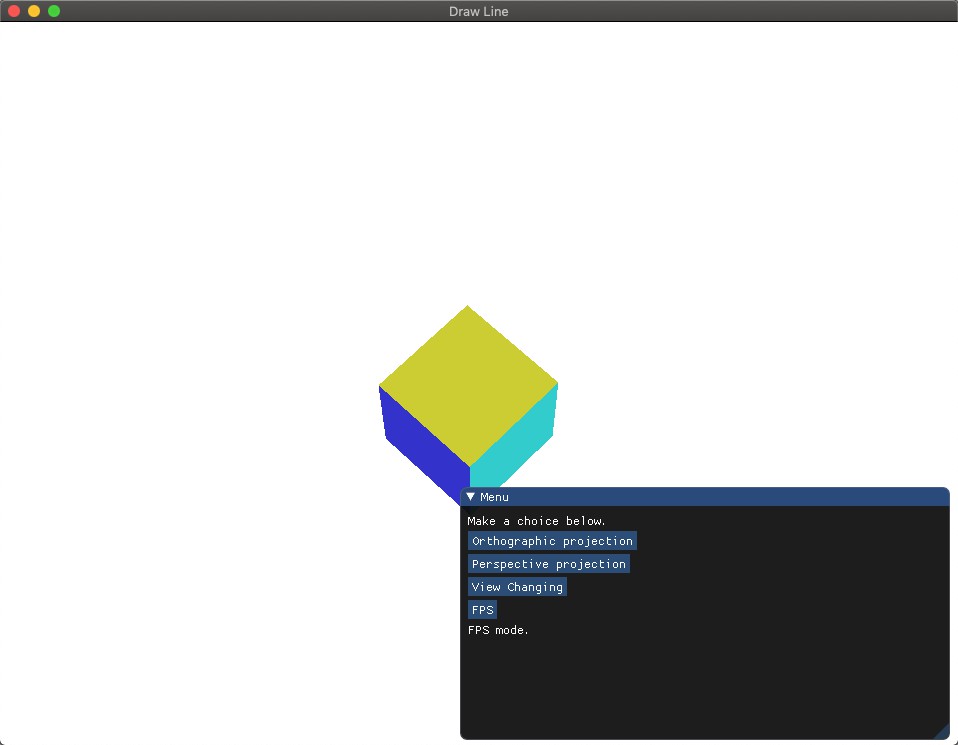 Draw Line
Menu
Make a choice below.
Orthographic projection
Perspective projection
View Changing
FPS
FPS mode.